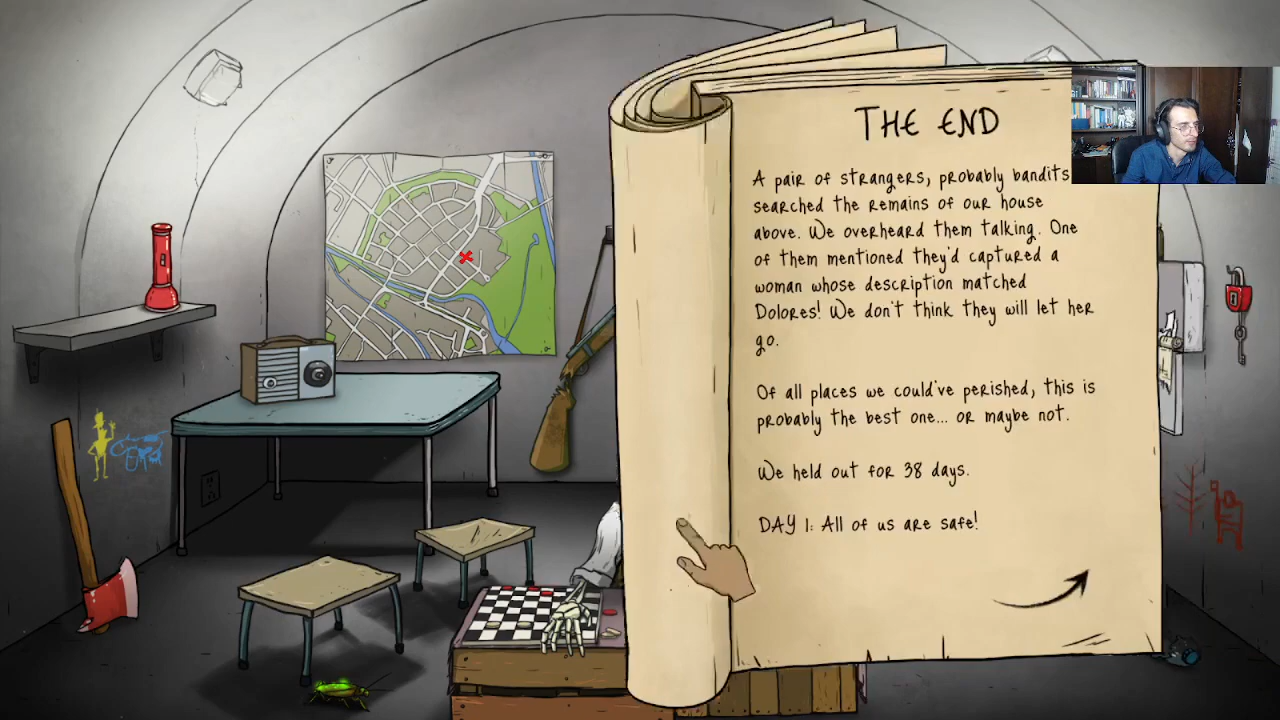 THE END
A pair of strangers, probably bandits
searched the remains of our house
above. We overheard them talking. One
of them mentioned they'd captured a
woman whose description matched
Dolores! We don't think they will let her
go.
Of all places we could've perished, this is
probably the best one... or maybe not.
We held out for 38 days.
DAY 1: All of us are safe!